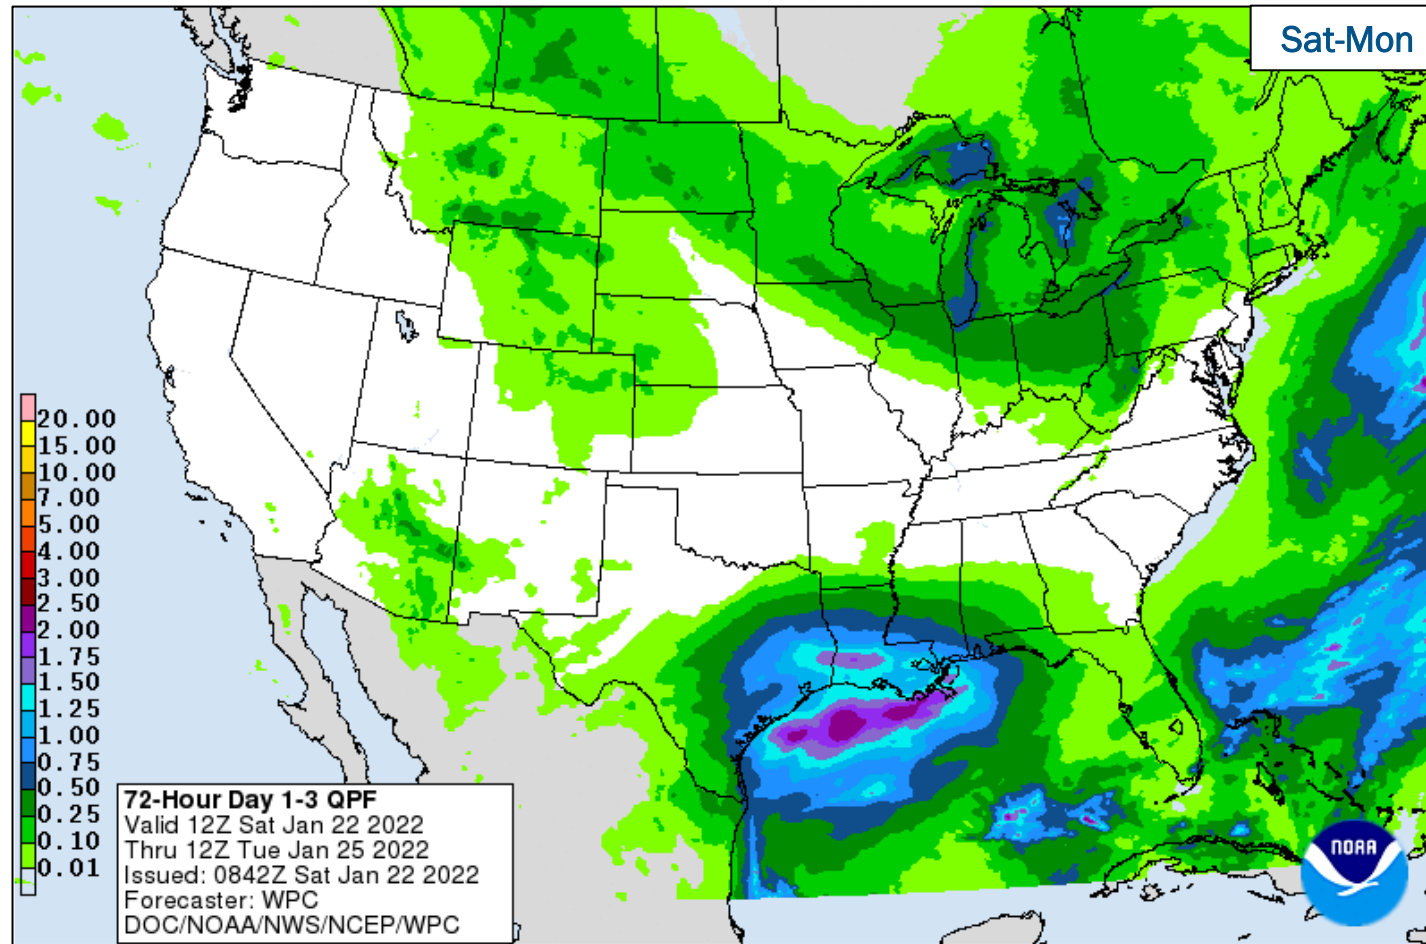 Sat-Mon
20.00
15.00
10.00
7.00
5.00
4.00
3.00
2.50
2.00
1.75
1.50
1.25
1.00
0.75
0.50
0.25
0.10
0.01
72-Hour Day 1-3 QPF
Valid 12Z Sat Jan 22 2022
Thru 12Z Tue Jan 25 2022
Issued: 0842Z Sat Jan 22 2022
Forecaster: WPC
DOC/NOAA/NWS/NCEP/WPC
NOAA